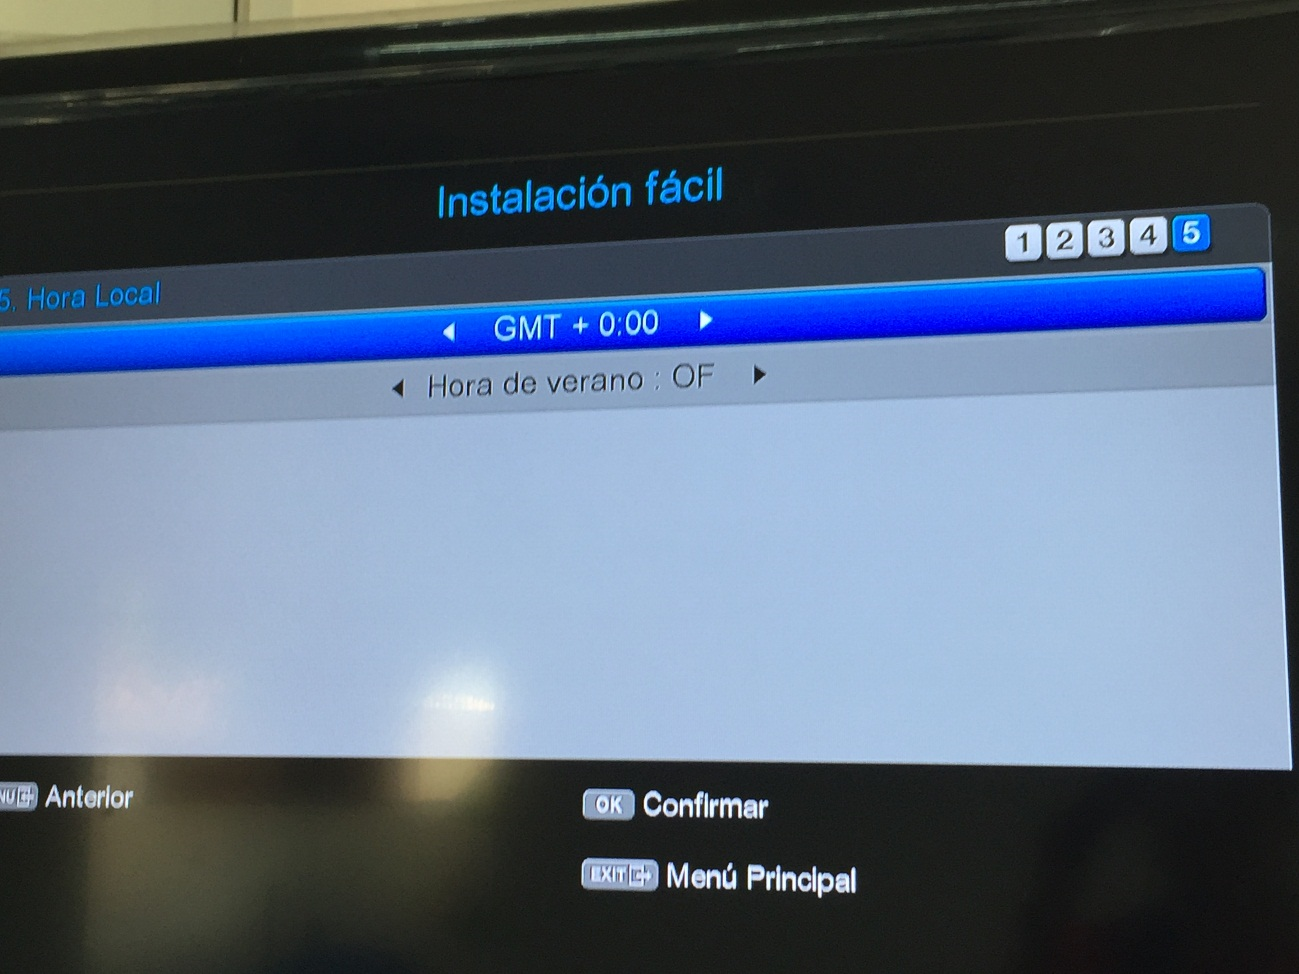 Instalación fácil
1 2 3 4 5
5. Hora Local
GMT + 0:00
Hora de verano : OF
Anterior
OK Confirmar
EXIT Menú Principal